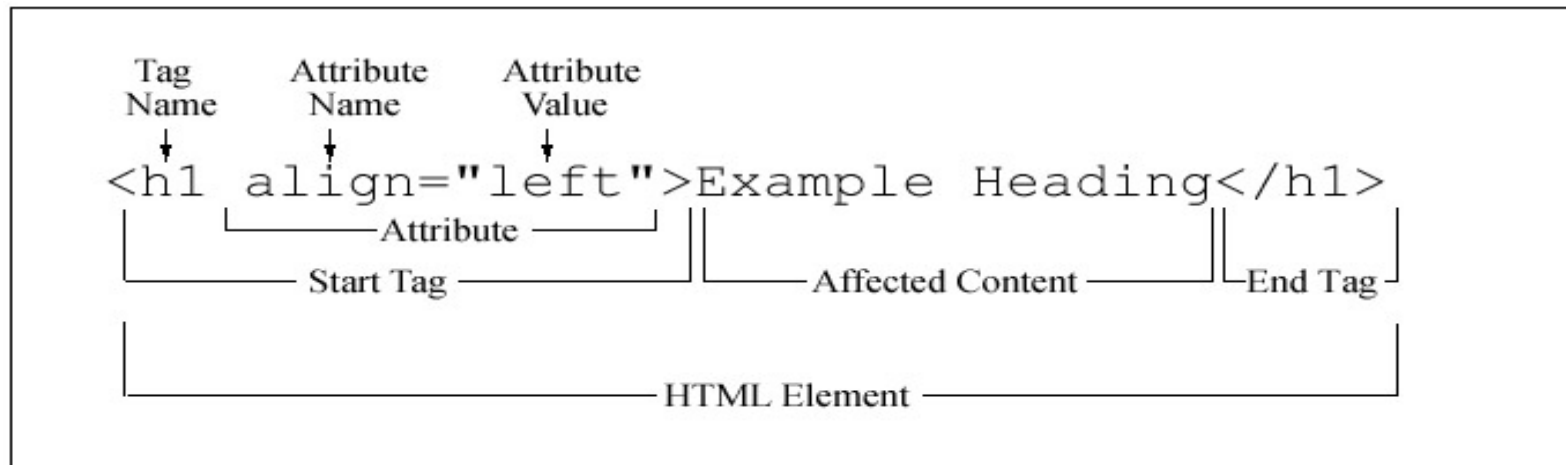 Tag Attribute Attribute
Name Name Value
<h1 align="left">Example Heading</h1>
Attribute
Start Tag Affected Content End Tag
HTML Element